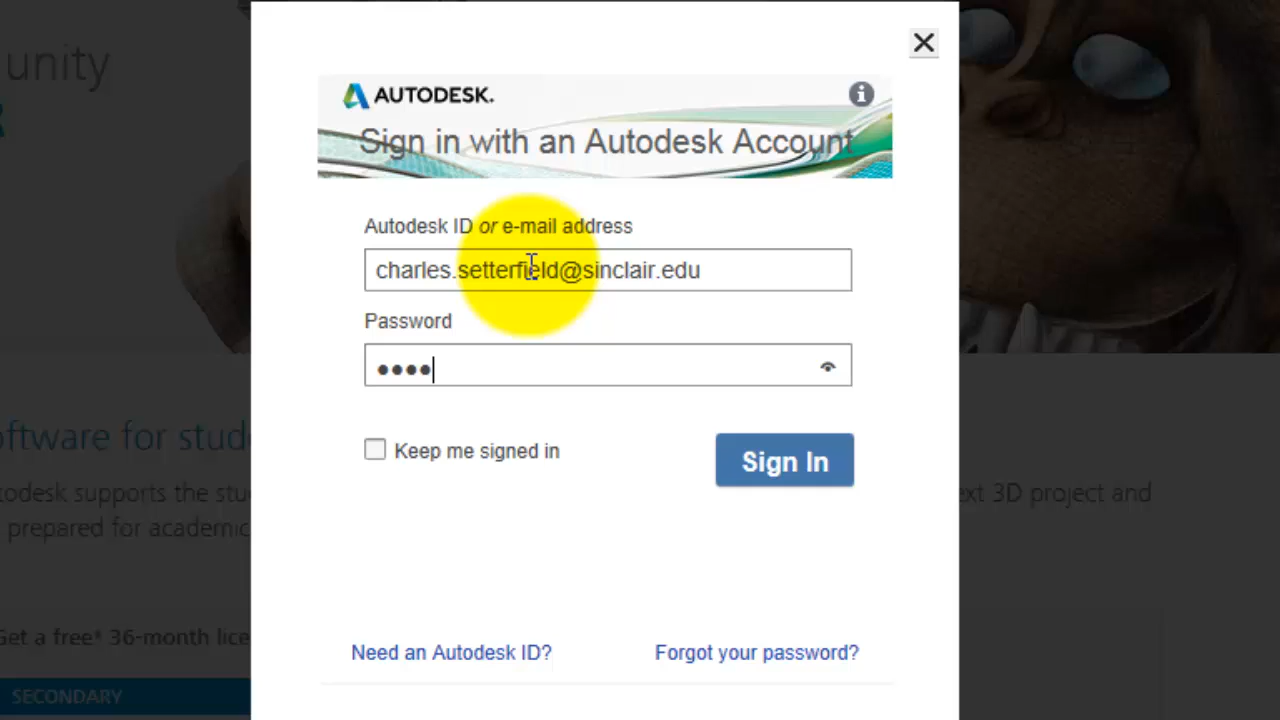 unity
AUTODESK.
Sign in with an Autodesk Account
Autodesk ID or e-mail address
charles.setterfield@sinclair.edu
Password
••••
Keep me signed in
Sign In
oftware for stud
todesk supports the stu
ext 3D project and
prepared for academic
Get a free* 36-month lice
SECONDARY
Need an Autodesk ID?
Forgot your password?